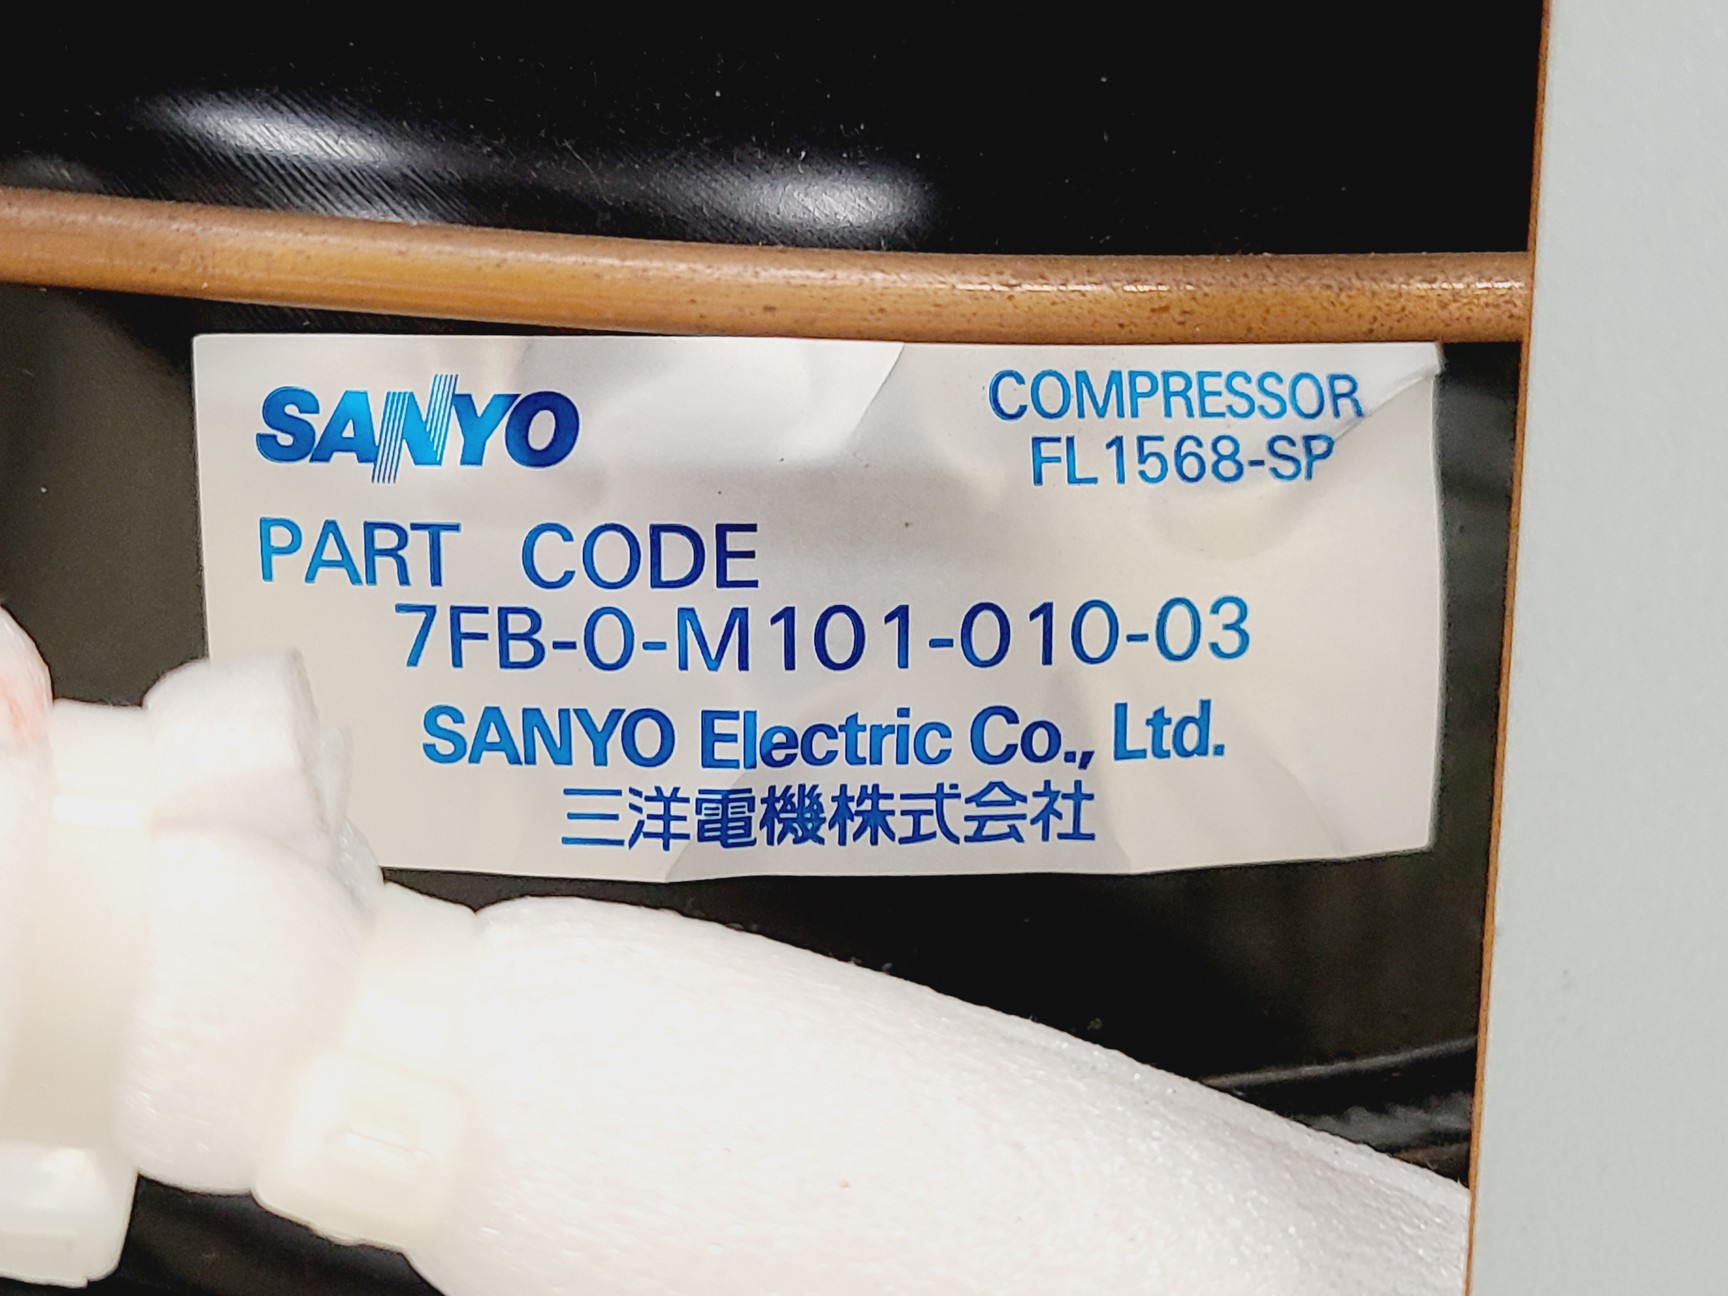 SANYO
COMPRESSOR
FL1568-SP
PART CODE
7FB-0-M101-010-03
SANYO Electric Co., Ltd.
三洋電機株式会社